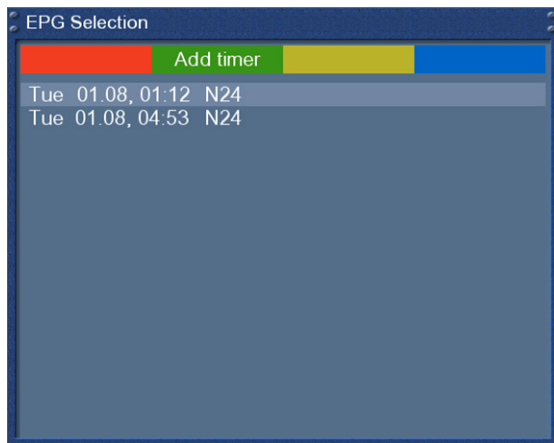 EPG Selection
Add timer
Tue 01.08, 01:12 N24
Tue 01.08, 04:53 N24